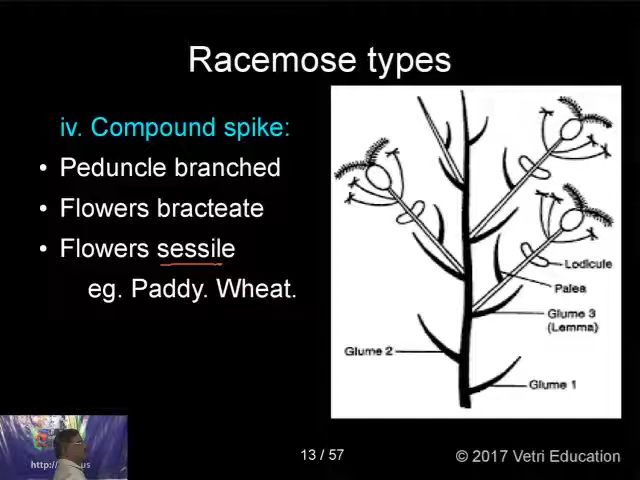 Racemose types
iv. Compound spike:
• Peduncle branched
• Flowers bracteate
• Flowers sessile
eg. Paddy. Wheat.
Lodicule
Palea
Glume 3
(Lemma)
Glume 2
Glume 1
13 / 57
© 2017 Vetri Education